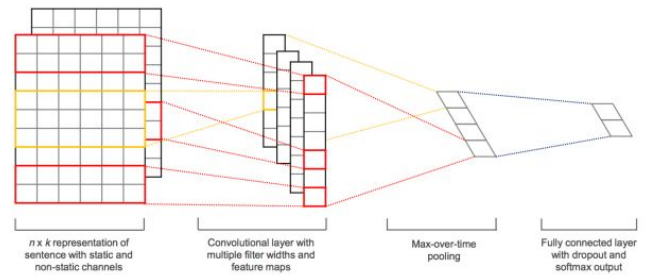 n x k representation of
sentence with static and
non-static channels
Convolutional layer with
multiple filter widths and
feature maps
Max-over-time
pooling
Fully connected layer
with dropout and
softmax output